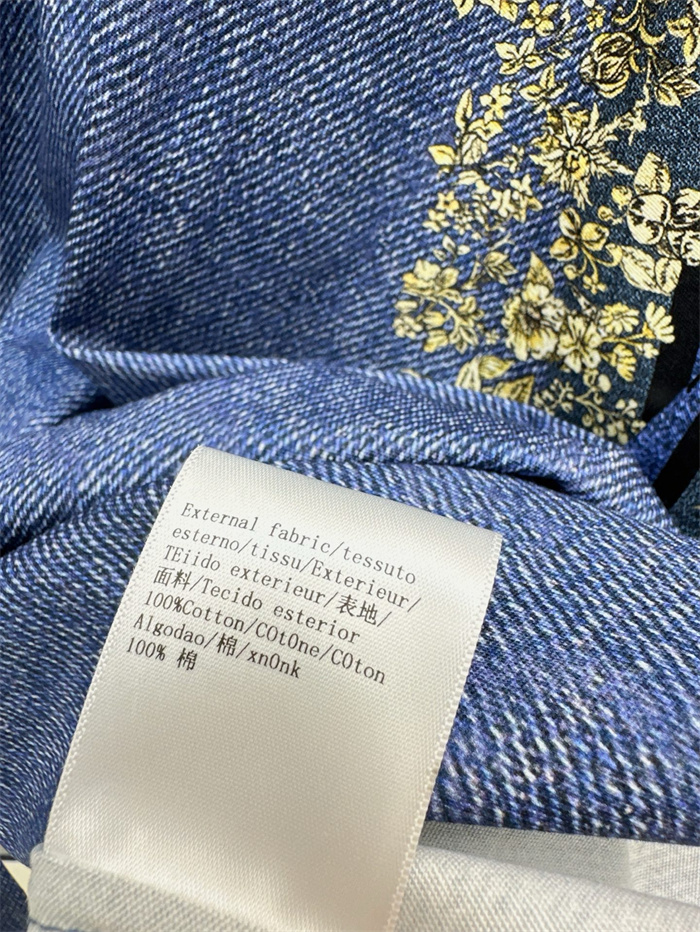 External fabric/tessuto
esterno/tissu/Exterieur/
TEiido exterieur/表地/
面料/Tecido esterior
100%Cotton/COtOne/COton
Algodao/棉/xnOnk
100% 棉